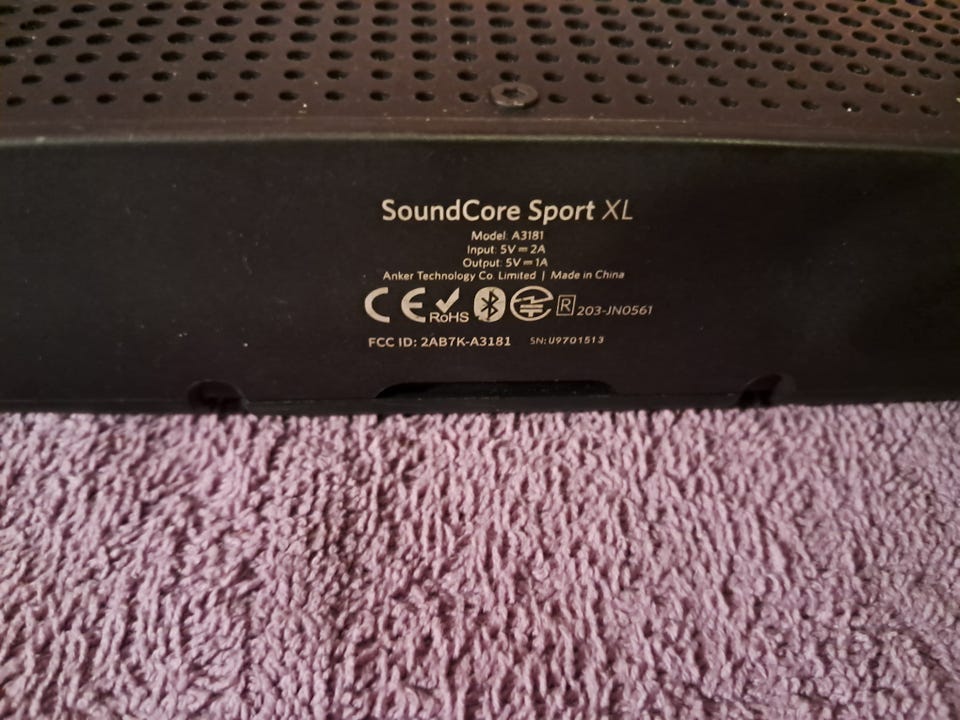 SoundCore Sport XL
Model: A3181
Input: 5V⎓2A
Output: 5V⎓1A
Anker Technology Co. Limited | Made in China
CE RoHS R 203-JN0561
FCC ID: 2AB7K-A3181 SN: U9701513